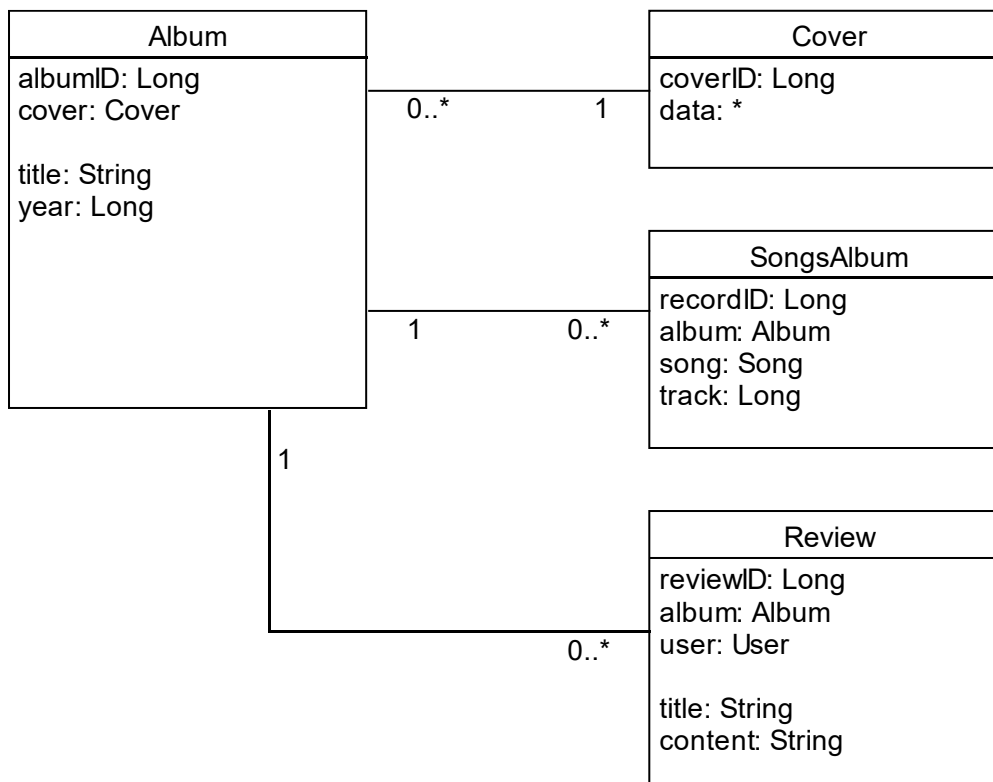 Album
albumID: Long
cover: Cover
title: String
year: Long
0..*
1
Cover
coverID: Long
data: *
1
0..*
SongsAlbum
recordID: Long
album: Album
song: Song
track: Long
1
0..*
Review
reviewID: Long
album: Album
user: User
title: String
content: String